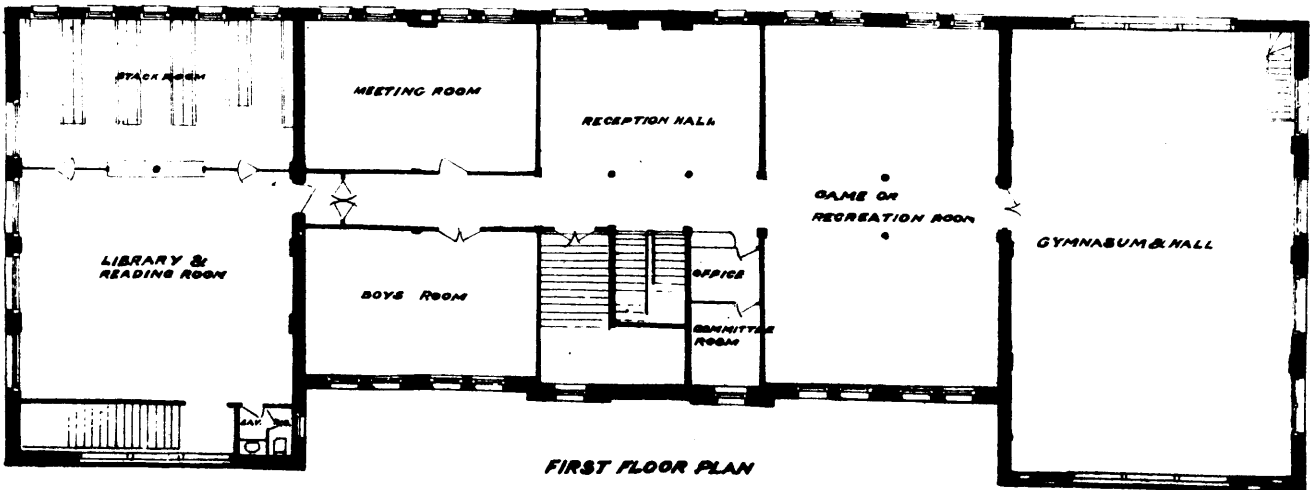 STACK ROOM
MEETING ROOM
RECEPTION HALL
GAME OR
RECREATION ROOM
GYMNASUM & HALL
LIBRARY &
READING ROOM
BOYS ROOM
OFFICE
COMMITTEE
ROOM
LAV.
FIRST FLOOR PLAN